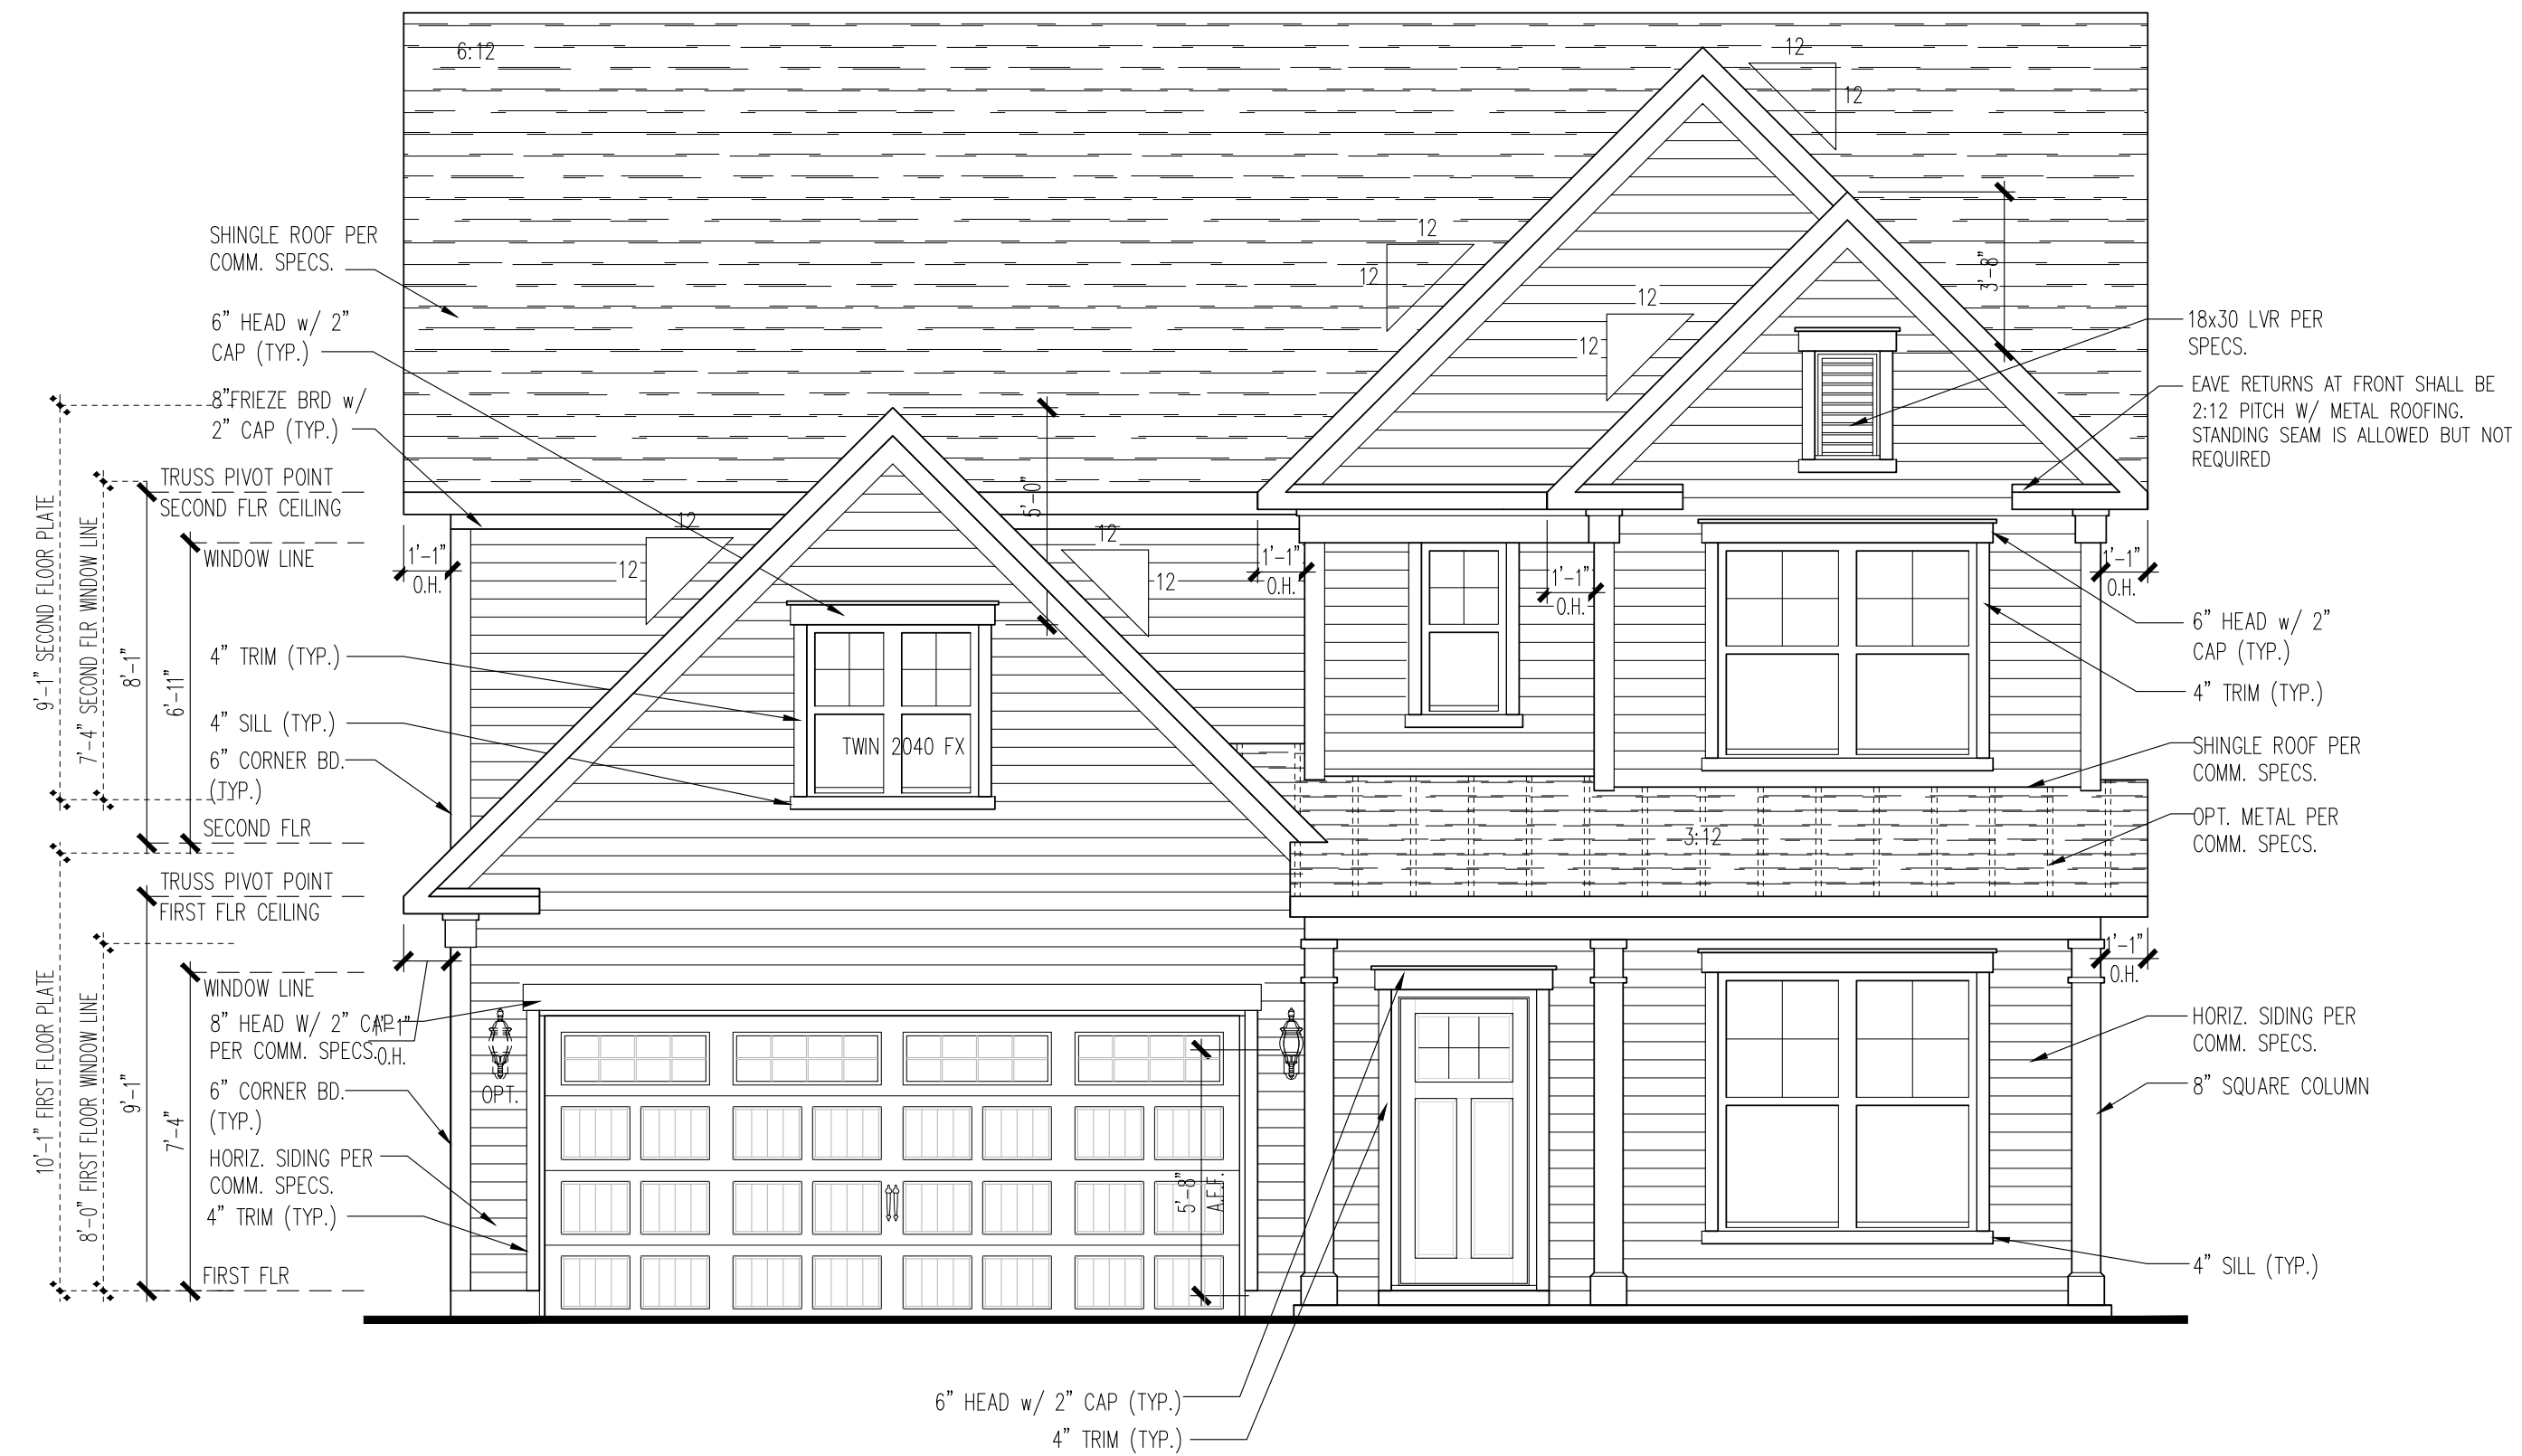 6:12
12
12
SHINGLE ROOF PER
COMM. SPECS.
12
12
3'-8"
6" HEAD w/ 2"
CAP (TYP.)
12
12
18x30 LVR PER
SPECS.
8"FRIEZE BRD w/
2" CAP (TYP.)
EAVE RETURNS AT FRONT SHALL BE
2:12 PITCH W/ METAL ROOFING.
STANDING SEAM IS ALLOWED BUT NOT
REQUIRED
TRUSS PIVOT POINT
SECOND FLR CEILING
5'-0"
12
12
12
12
WINDOW LINE
1'-1"
O.H.
1'-1"
O.H.
1'-1"
O.H.
1'-1"
O.H.
9'-1" SECOND FLOOR PLATE
7'-4" SECOND FLR WINDOW LINE
8'-1"
6'-11"
6" HEAD w/ 2"
CAP (TYP.)
4" TRIM (TYP.)
4" TRIM (TYP.)
4" SILL (TYP.)
TWIN 2040 FX
6" CORNER BD.
(TYP.)
SHINGLE ROOF PER
COMM. SPECS.
OPT. METAL PER
COMM. SPECS.
SECOND FLR
3:12
TRUSS PIVOT POINT
FIRST FLR CEILING
1'-1"
O.H.
WINDOW LINE
10'-1" FIRST FLOOR PLATE
8'-0" FIRST FLOOR WINDOW LINE
9'-1"
7'-4"
8" HEAD W/ 2" CAP
PER COMM. SPECS.
1'-1"
O.H.
HORIZ. SIDING PER
COMM. SPECS.
6" CORNER BD.
(TYP.)
OPT.
8" SQUARE COLUMN
HORIZ. SIDING PER
COMM. SPECS.
5'-8"
A.F.F.
4" TRIM (TYP.)
FIRST FLR
4" SILL (TYP.)
6" HEAD w/ 2" CAP (TYP.)
4" TRIM (TYP.)